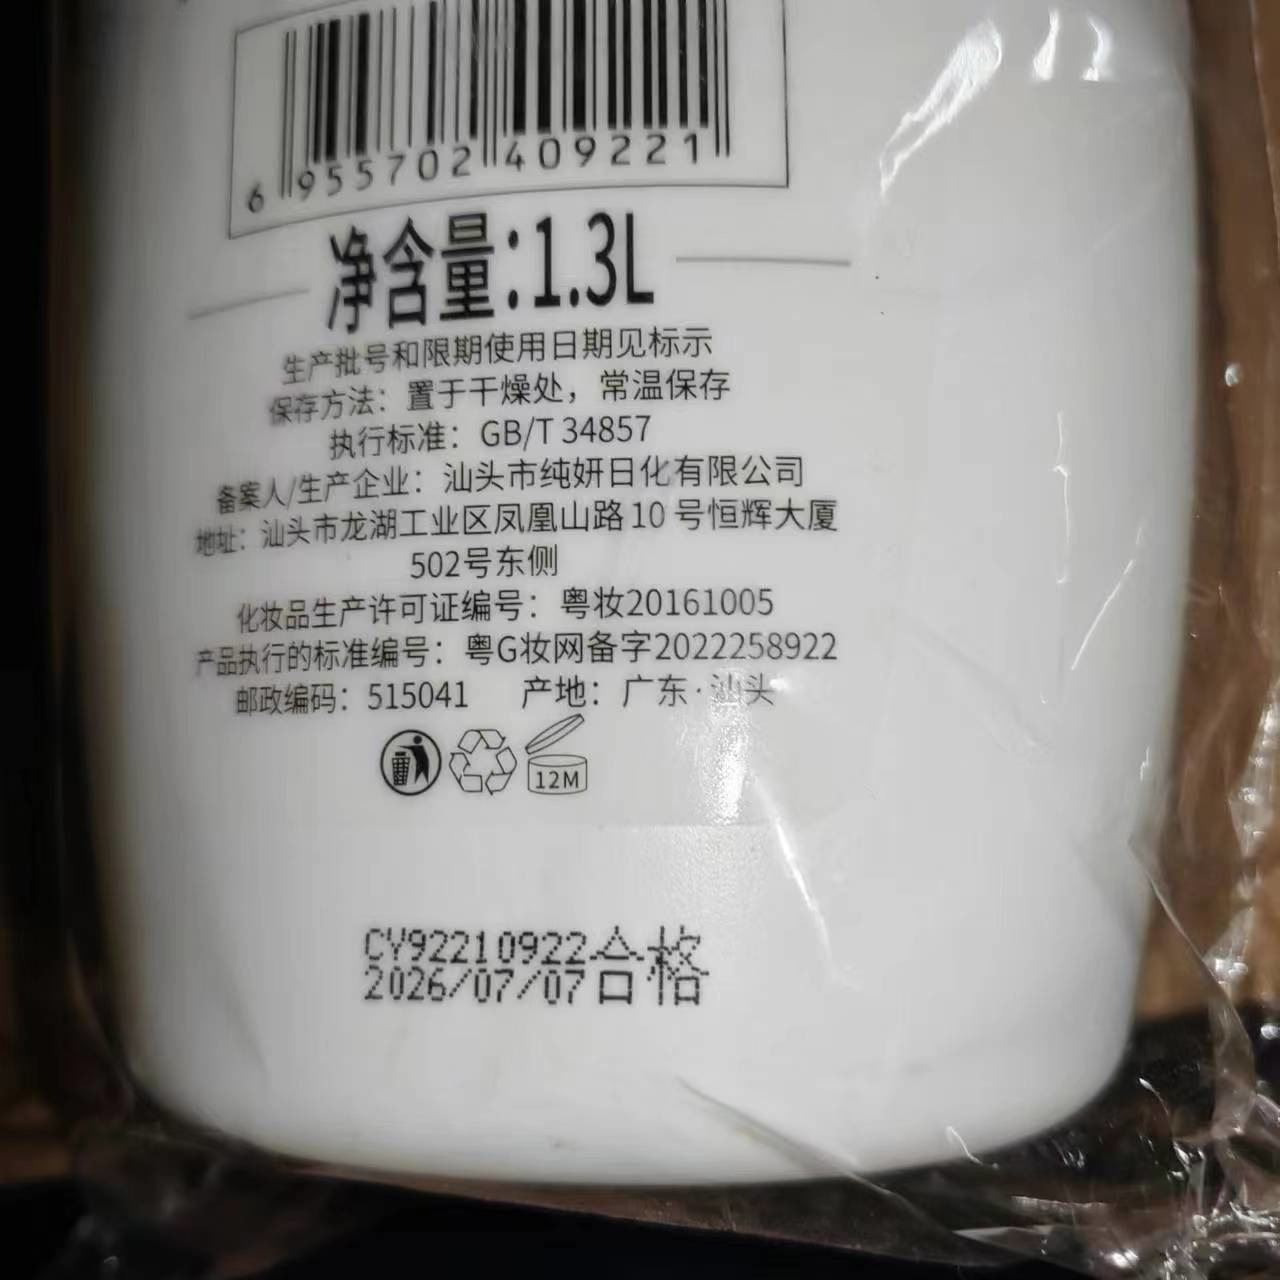 6 955702 409221
净含量:1.3L
生产批号和限期使用日期见标示
保存方法：置于干燥处，常温保存
执行标准：GB/T 34857
备案人/生产企业：汕头市纯妍日化有限公司
地址：汕头市龙湖工业区凤凰山路10号恒辉大厦
502号东侧
化妆品生产许可证编号：粤妆20161005
产品执行的标准编号：粤G妆网备字2022258922
邮政编码：515041 产地：广东·汕头
12M
CY92210922合格
2026/07/07